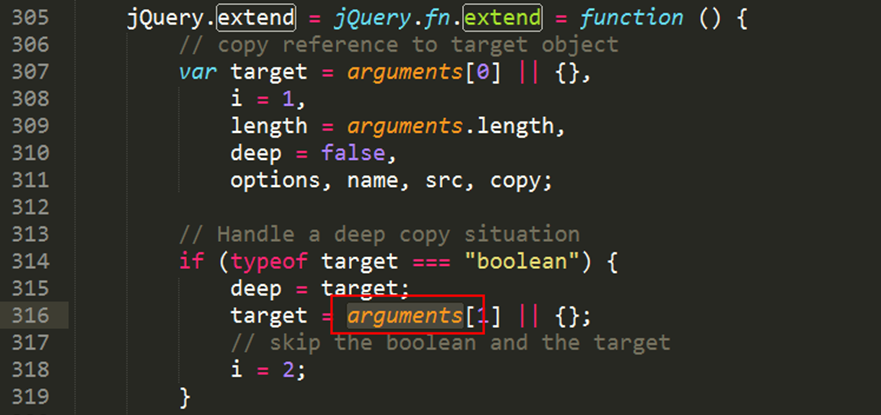 305 jQuery.extend = jQuery.fn.extend = function () {
306 // copy reference to target object
307 var target = arguments[0] || {},
308 i = 1,
309 length = arguments.length,
310 deep = false,
311 options, name, src, copy;
312
313 // Handle a deep copy situation
314 if (typeof target === "boolean") {
315 deep = target;
316 target = arguments[1] || {};
317 // skip the boolean and the target
318 i = 2;
319 }